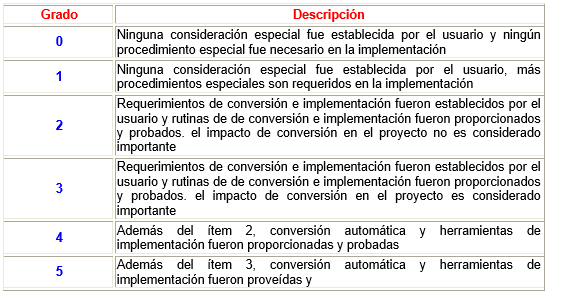 Grado Descripción
0 Ninguna consideración especial fue establecida por el usuario y ningún
procedimiento especial fue necesario en la implementación
1 Ninguna consideración especial fue establecida por el usuario, más
procedimientos especiales son requeridos en la implementación
2 Requerimientos de conversión e implementación fueron establecidos por el
usuario y rutinas de de conversión e implementación fueron proporcionados
y probados. el impacto de conversión en el proyecto no es considerado
importante
3 Requerimientos de conversión e implementación fueron establecidos por el
usuario y rutinas de de conversión e implementación fueron proporcionados
y probados. el impacto de conversión en el proyecto es considerado
importante
4 Además del ítem 2, conversión automática y herramientas de
implementación fueron proporcionadas y probadas
5 Además del ítem 3, conversión automática y herramientas de
implementación fueron proveídas y